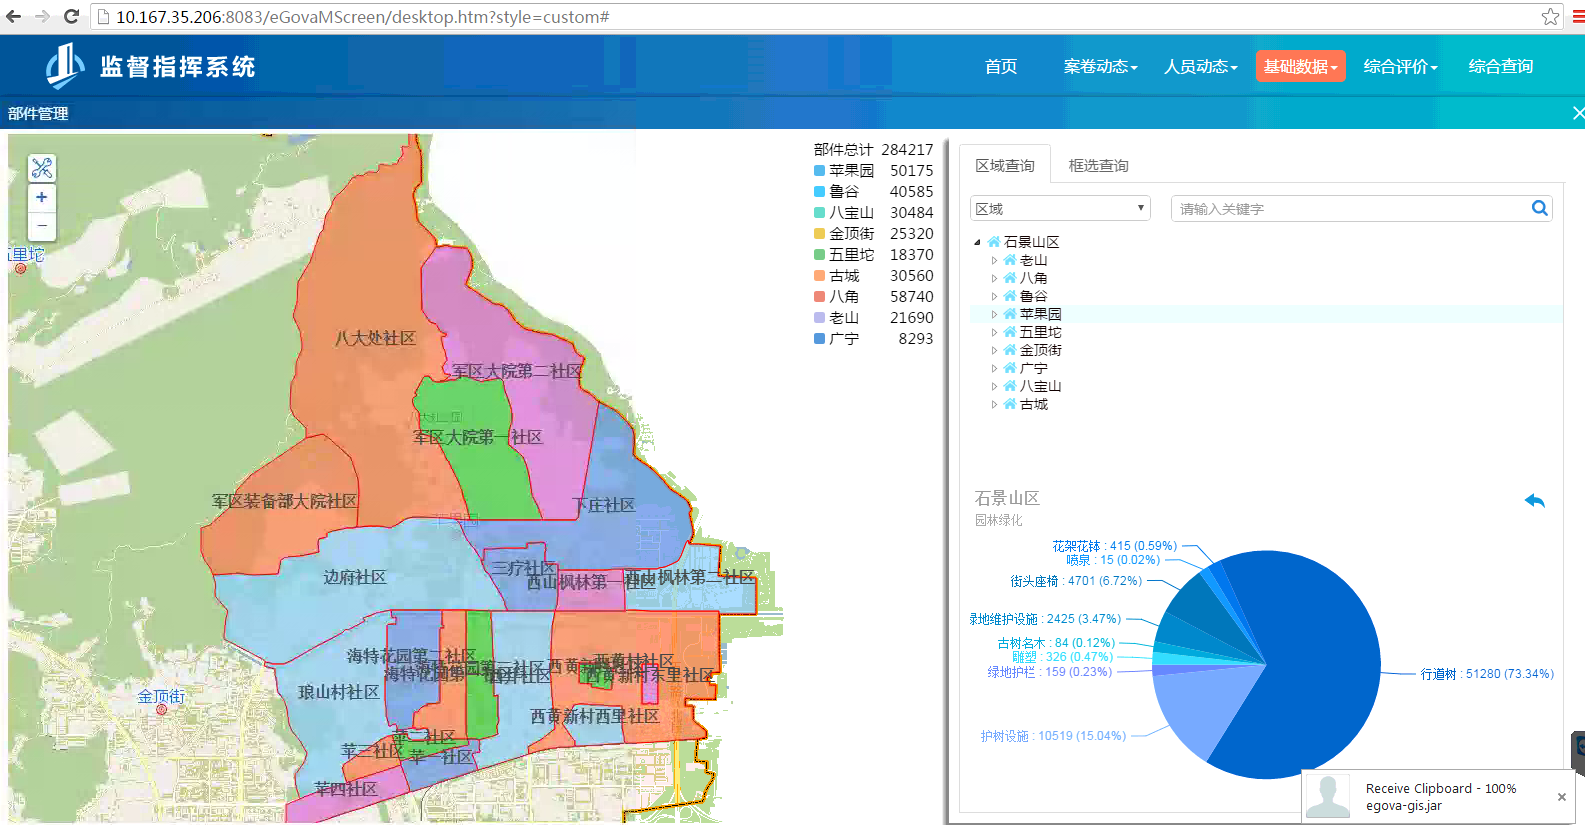 10.167.35.206:8083/eGovaMScreen/desktop.htm?style=custom#
监督指挥系统
首页 案卷动态 人员动态 基础数据 综合评价 综合查询
部件管理
部件总计 284217
苹果园 50175
鲁谷 40585
八宝山 30484
金顶街 25320
五里坨 18370
古城 30560
八角 58740
老山 21690
广宁 8293
五里坨
八大处社区
军区大院第二社区
军区大院第一社区
军区装备部大院社区
下庄社区
边府社区
三疗社区
西山枫林第一社区
西山枫林第二社区
海特花园第二社区
海特花园第一社区
琅山村社区
西黄村社区
西黄新村东里社区
西黄新村西里社区
金顶街
苹二社区
苹三社区
苹一社区
苹四社区
区域查询 框选查询
区域 请输入关键字
石景山区
老山
八角
鲁谷
苹果园
五里坨
金顶街
广宁
八宝山
古城
石景山区
园林绿化
花架花钵 : 415 (0.59%)
喷泉 : 15 (0.02%)
街头座椅 : 4701 (6.72%)
绿地维护设施 : 2425 (3.47%)
古树名木 : 84 (0.12%)
雕塑 : 326 (0.47%)
绿地护栏 : 159 (0.23%)
行道树 : 51280 (73.34%)
护树设施 : 10519 (15.04%)
Receive Clipboard - 100%
egova-gis.jar